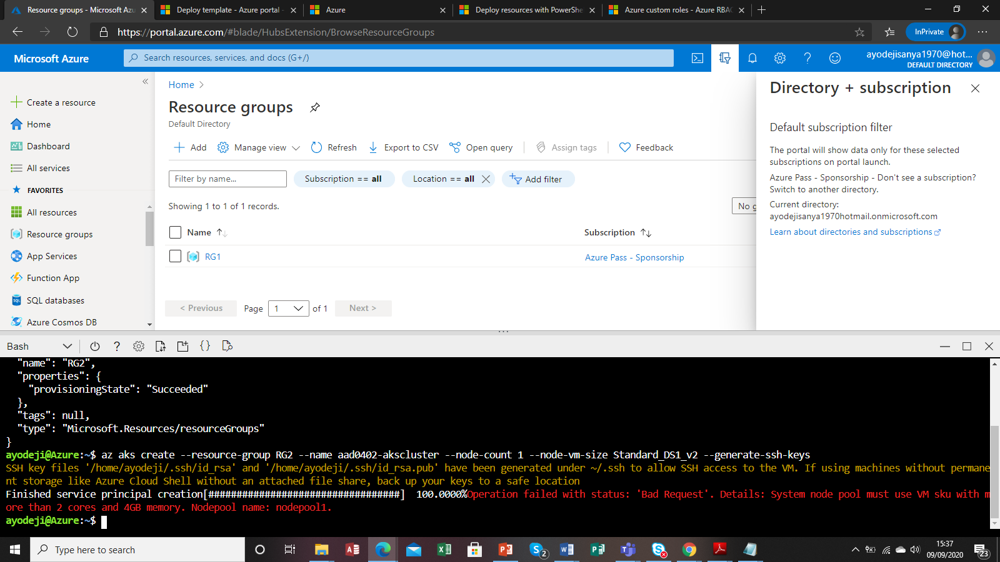 Resource groups - Microsoft Azu
Deploy template - Azure portal -
Azure
Deploy resources with PowerShe
Azure custom roles - Azure RBAC
https://portal.azure.com/#blade/HubsExtension/BrowseResourceGroups
InPrivate
Microsoft Azure
Search resources, services, and docs (G+/)
ayodejisanya1970@hot...
DEFAULT DIRECTORY
Create a resource
Home
Dashboard
All services
FAVORITES
All resources
Resource groups
App Services
Function App
SQL databases
Azure Cosmos DB
Home >
Resource groups
Default Directory
Add
Manage view
Refresh
Export to CSV
Open query
Assign tags
Feedback
Filter by name...
Subscription == all
Location == all
Add filter
Showing 1 to 1 of 1 records.
No g
Name
Subscription
RG1
Azure Pass - Sponsorship
< Previous
Page
1
of 1
Next >
Directory + subscription
Default subscription filter
The portal will show data only for these selected
subscriptions on portal launch.
Azure Pass - Sponsorship - Don't see a subscription?
Switch to another directory.
Current directory:
ayodejisanya1970hotmail.onmicrosoft.com
Learn about directories and subscriptions
Bash
"name": "RG2",
"properties": {
"provisioningState": "Succeeded"
},
"tags": null,
"type": "Microsoft.Resources/resourceGroups"
}
ayodeji@Azure:~$ az aks create --resource-group RG2 --name aad0402-akscluster --node-count 1 --node-vm-size Standard_DS1_v2 --generate-ssh-keys
SSH key files '/home/ayodeji/.ssh/id_rsa' and '/home/ayodeji/.ssh/id_rsa.pub' have been generated under ~/.ssh to allow SSH access to the VM. If using machines without permane
nt storage like Azure Cloud Shell without an attached file share, back up your keys to a safe location
Finished service principal creation[##################################]  100.0000%Operation failed with status: 'Bad Request'. Details: System node pool must use VM sku with m
ore than 2 cores and 4GB memory. Nodepool name: nodepool1.
ayodeji@Azure:~$
Type here to search
2
15:37
09/09/2020
23